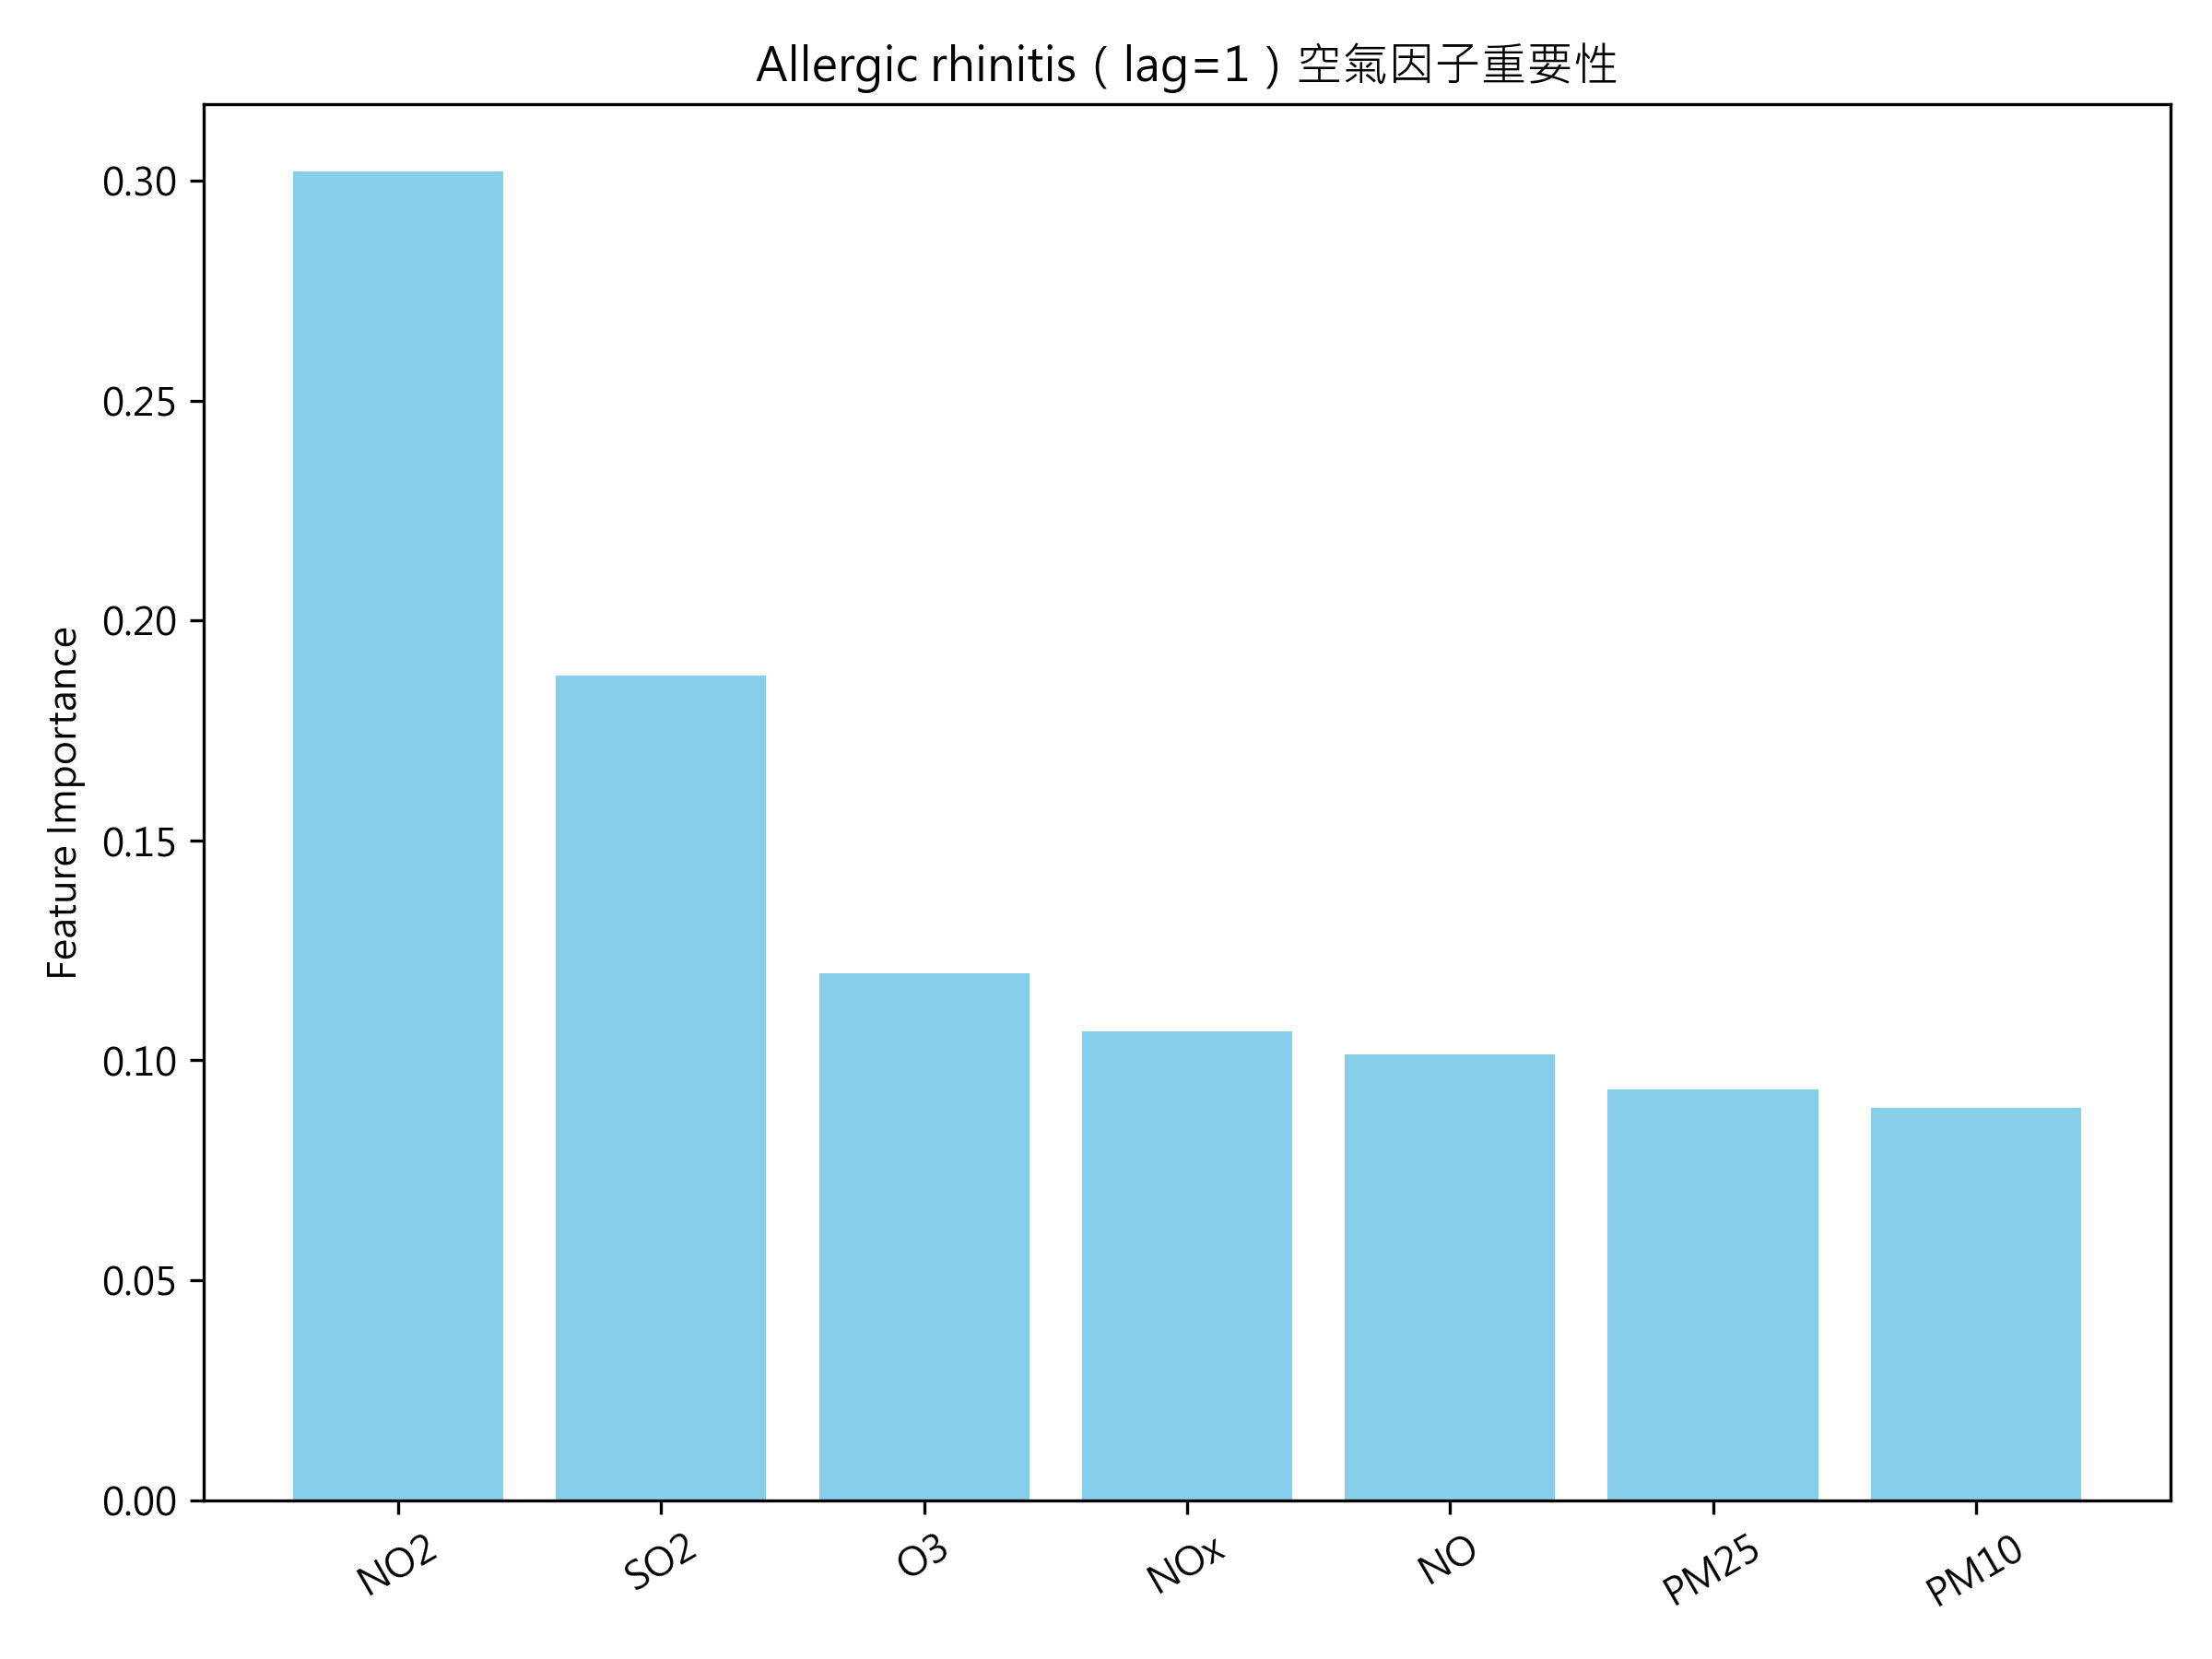 Allergic rhinitis（lag=1）空氣因子重要性
Feature Importance
0.30
0.25
0.20
0.15
0.10
0.05
0.00
NO2
SO2
O3
NOx
NO
PM25
PM10